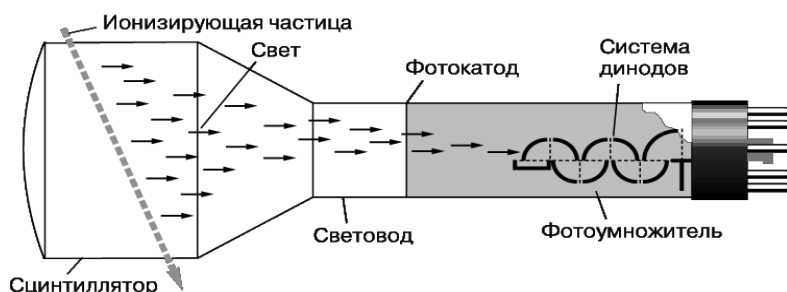 Ионизирующая частица
Свет
Фотокатод
Система
динодов
Световод
Фотоумножитель
Сцинтиллятор